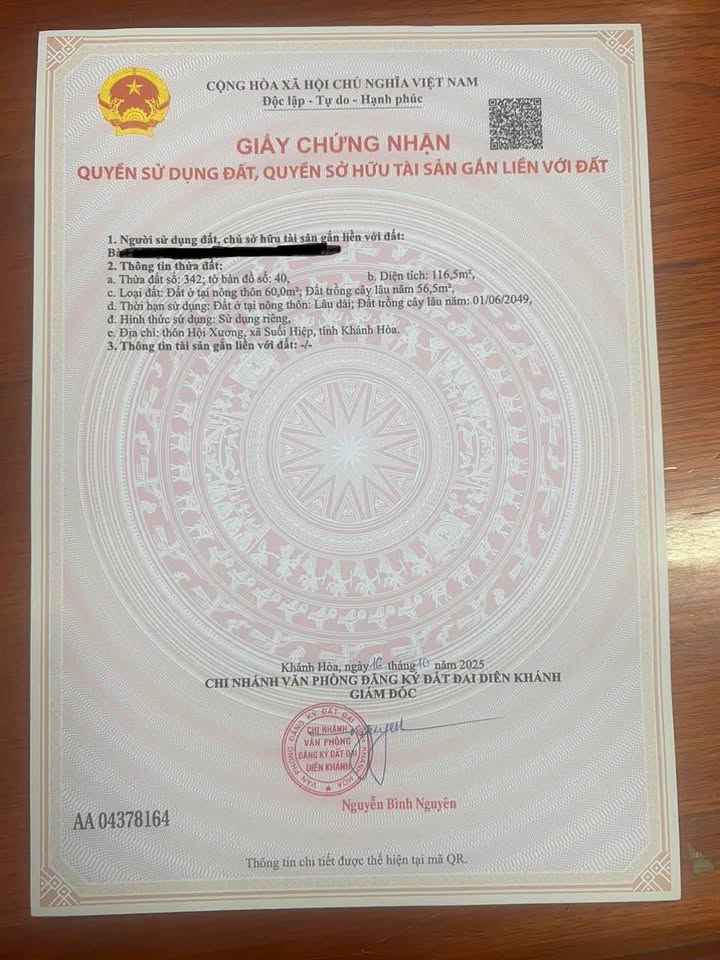 CỘNG HÒA XÃ HỘI CHỦ NGHĨA VIỆT NAM
Độc lập - Tự do - Hạnh phúc
GIẤY CHỨNG NHẬN
QUYỀN SỬ DỤNG ĐẤT, QUYỀN SỞ HỮU TÀI SẢN GẮN LIỀN VỚI ĐẤT
1. Người sử dụng đất, chủ sở hữu tài sản gắn liền với đất:
Bà
2. Thông tin thửa đất:
a. Thửa đất số: 342; tờ bản đồ số: 40, b. Diện tích: 116,5m²,
c. Loại đất: Đất ở tại nông thôn 60,0m²; Đất trồng cây lâu năm 56,5m²,
d. Thời hạn sử dụng: Đất ở tại nông thôn: Lâu dài; Đất trồng cây lâu năm: 01/06/2049,
đ. Hình thức sử dụng: Sử dụng riêng,
e. Địa chỉ: thôn Hội Xương, xã Suối Hiệp, tỉnh Khánh Hòa.
3. Thông tin tài sản gắn liền với đất: -/-
Khánh Hòa, ngày 16 tháng 10 năm 2025
CHI NHÁNH VĂN PHÒNG ĐĂNG KÝ ĐẤT ĐAI DIÊN KHÁNH
GIÁM ĐỐC
CHI NHÁNH
VĂN PHÒNG
ĐĂNG KÝ ĐẤT ĐAI
DIÊN KHÁNH
Nguyễn Bình Nguyên
AA 04378164
Thông tin chi tiết được thể hiện tại mã QR.